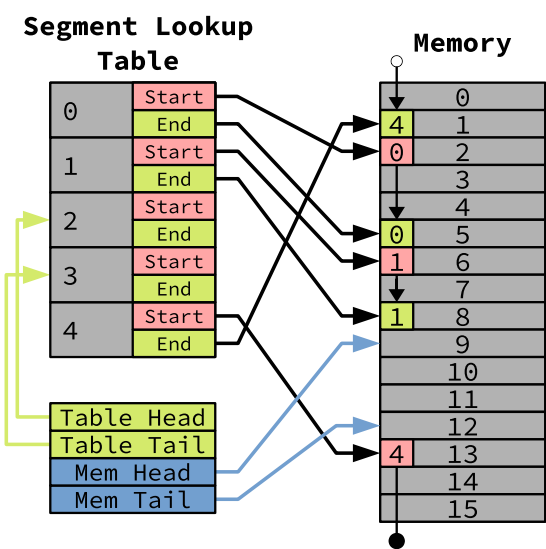 Segment Lookup
Table
0
Start
End
1
Start
End
2
Start
End
3
Start
End
4
Start
End
Table Head
Table Tail
Mem Head
Mem Tail
Memory
0
4 1
0 2
3
4
0 5
1 6
7
1 8
9
10
11
12
4 13
14
15